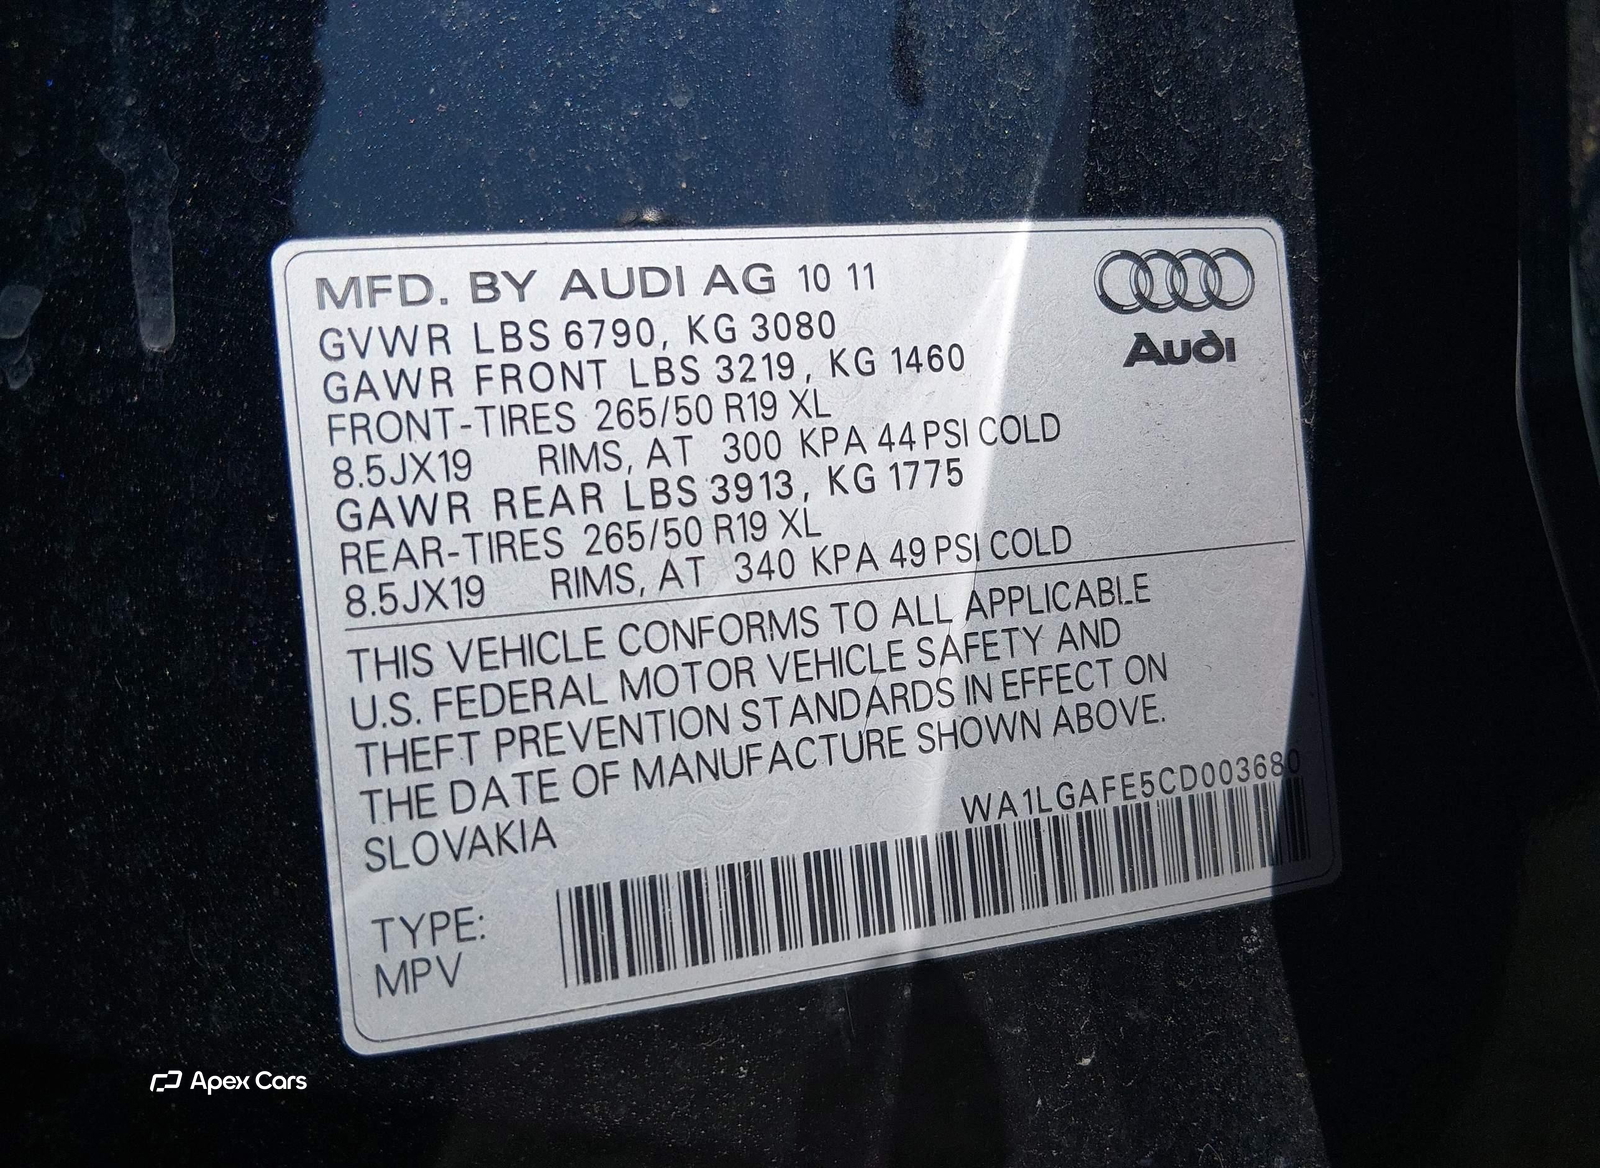 MFD. BY AUDI AG 10 11
GVWR LBS 6790, KG 3080
GAWR FRONT LBS 3219, KG 1460
FRONT-TIRES 265/50 R19 XL
8.5JX19 RIMS, AT 300 KPA 44 PSI COLD
GAWR REAR LBS 3913, KG 1775
REAR-TIRES 265/50 R19 XL
8.5JX19 RIMS, AT 340 KPA 49 PSI COLD
Audi
THIS VEHICLE CONFORMS TO ALL APPLICABLE
U.S. FEDERAL MOTOR VEHICLE SAFETY AND
THEFT PREVENTION STANDARDS IN EFFECT ON
THE DATE OF MANUFACTURE SHOWN ABOVE.
SLOVAKIA
WA1LGAFE5CD003680
TYPE:
MPV
Apex Cars